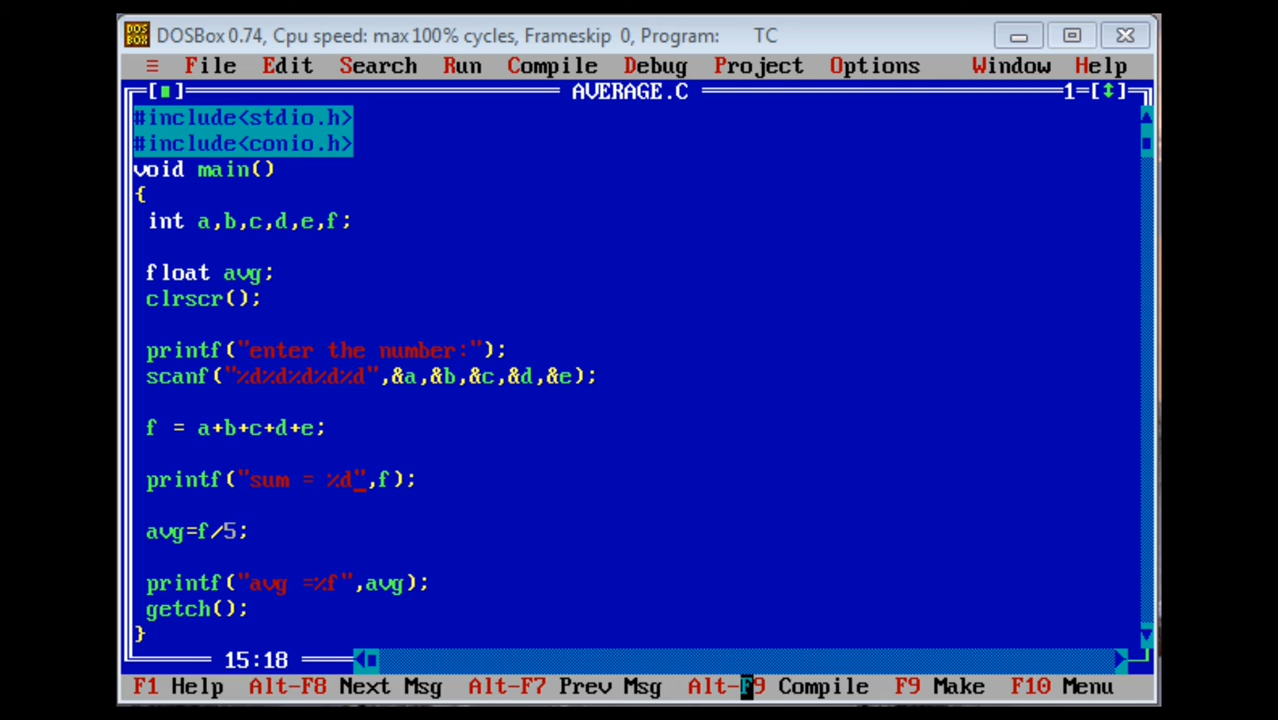 DOSBox 0.74, Cpu speed: max 100% cycles, Frameskip 0, Program: TC
≡ File Edit Search Run Compile Debug Project Options Window Help
[■] AVERAGE.C 1=[↕]
#include<stdio.h>
#include<conio.h>
void main()
{
int a,b,c,d,e,f;
float avg;
clrscr();
printf("enter the number:");
scanf("%d%d%d%d%d",&a,&b,&c,&d,&e);
f = a+b+c+d+e;
printf("sum = %d",f);
avg=f/5;
printf("avg =%f",avg);
getch();
}
15:18
F1 Help Alt-F8 Next Msg Alt-F7 Prev Msg Alt-F9 Compile F9 Make F10 Menu